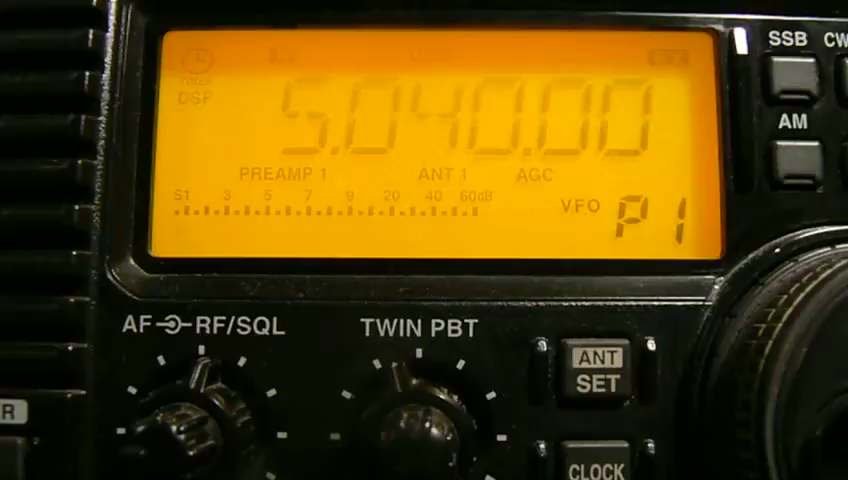 SSB CW
DSP
5.040.00
AM
PREAMP 1 ANT 1 AGC
S1 3 5 7 9 20 40 60dB
VFO P1
AF RF/SQL TWIN PBT
ANT
SET
R
CLOCK